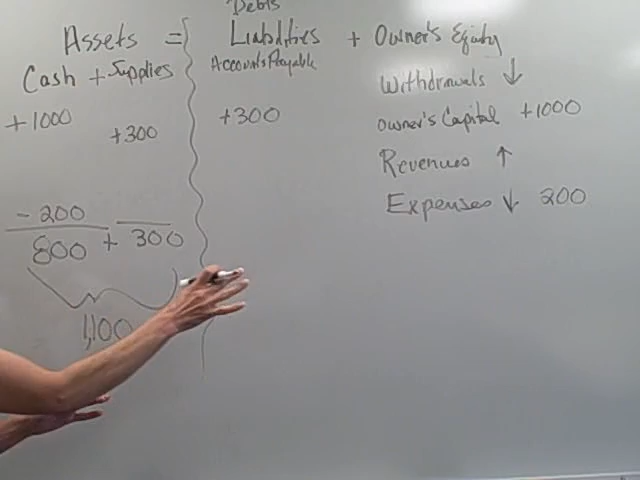 Debts
Assets = Liabilities + Owner's Equity
Cash + Supplies Accounts Payable
Withdrawals ↓
+1000 +300 +300 Owner's Capital +1000
Revenues ↑
Expenses ↓ 200
- 200
800 + 300
1,100